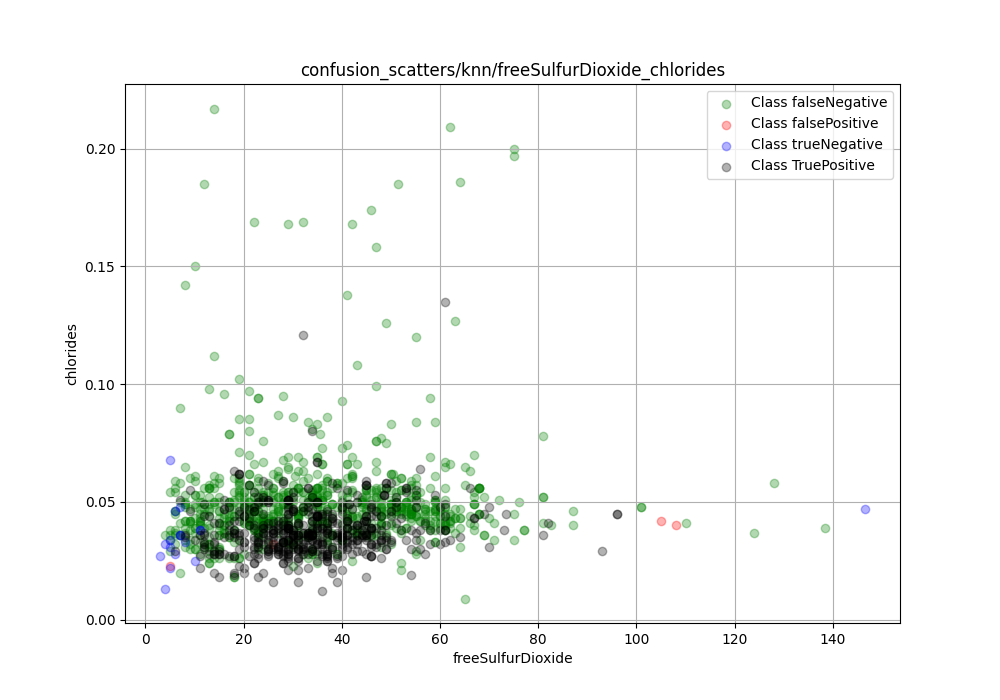 confusion_scatters/knn/freeSulfurDioxide_chlorides
Class falseNegative
Class falsePositive
Class trueNegative
Class TruePositive
0.20
0.15
0.10
0.05
0.00
chlorides
0 20 40 60 80 100 120 140
freeSulfurDioxide